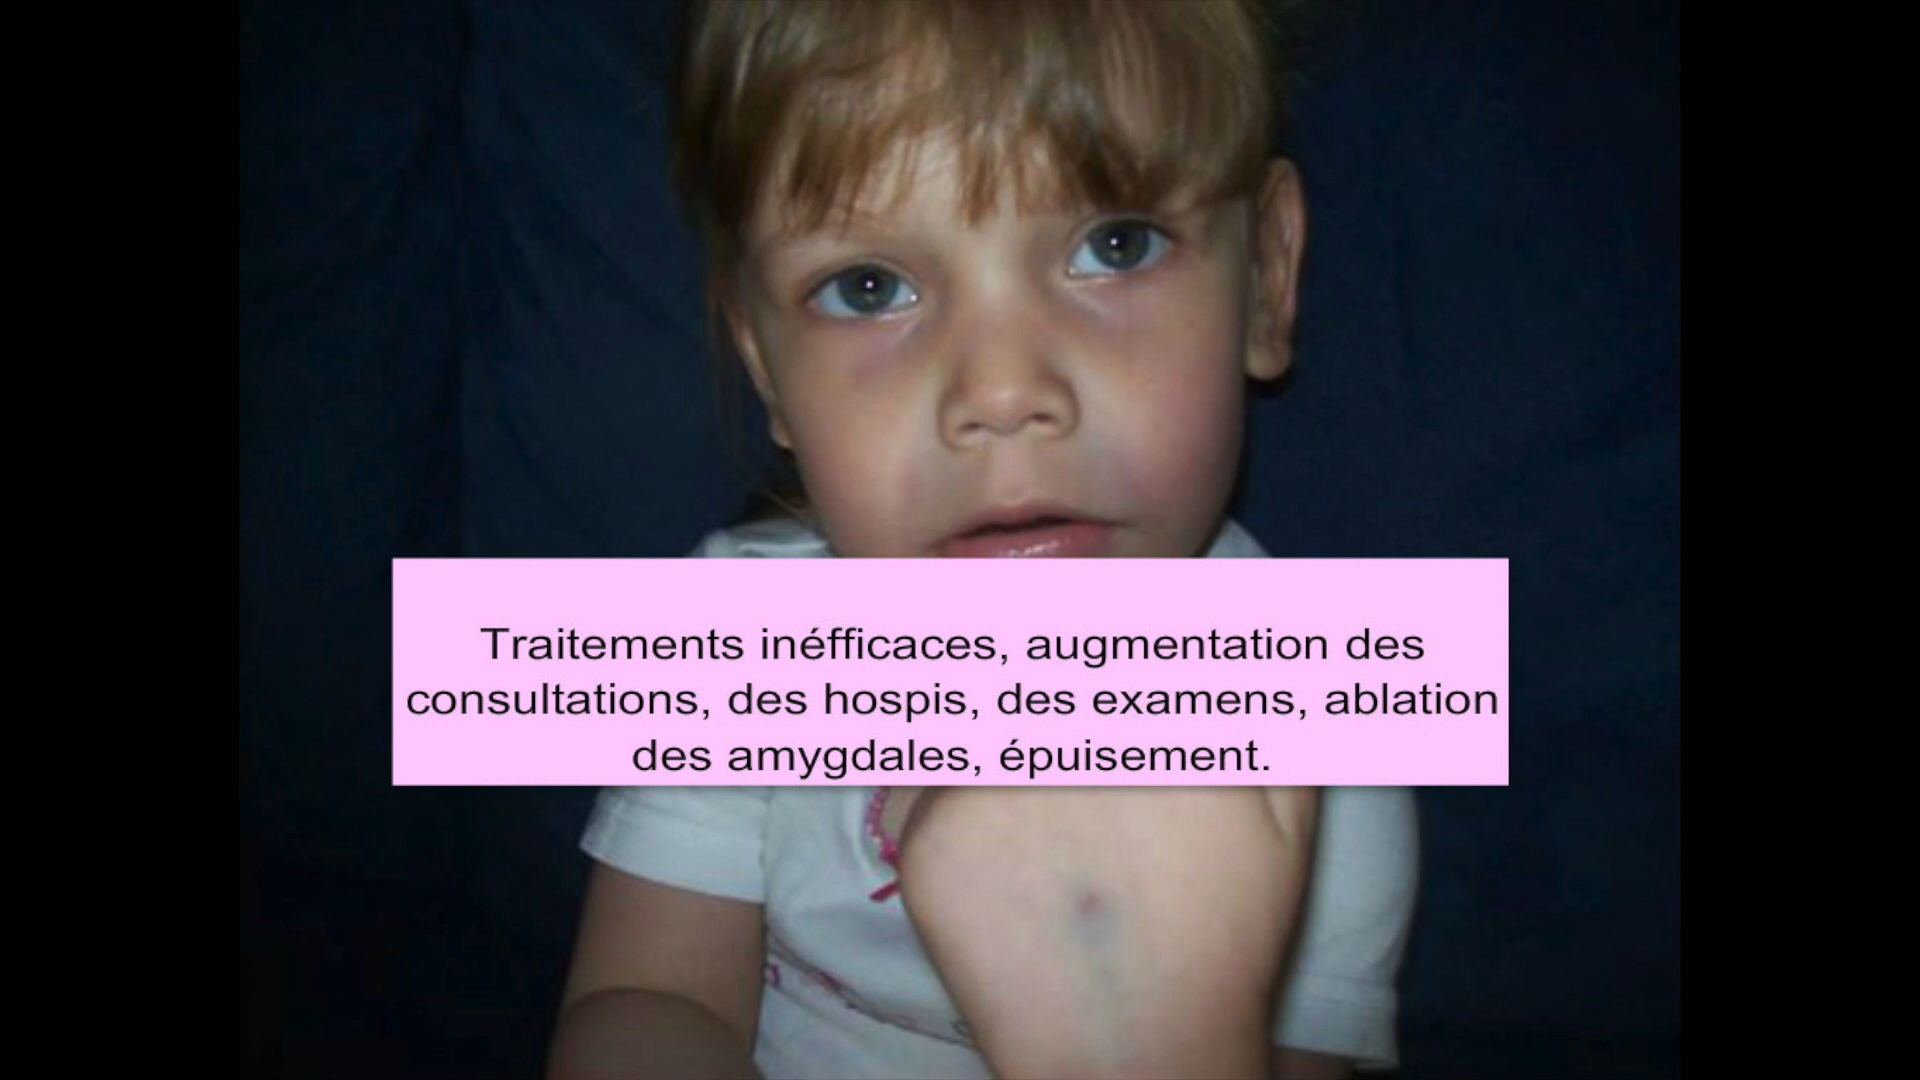 Traitements inéfficaces, augmentation des
consultations, des hospis, des examens, ablation
des amygdales, épuisement.